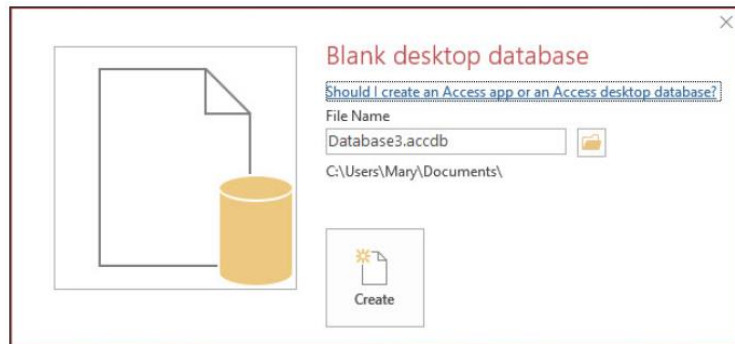 Blank desktop database
Should I create an Access app or an Access desktop database?
File Name
Database3.accdb
C:\Users\Mary\Documents\
Create